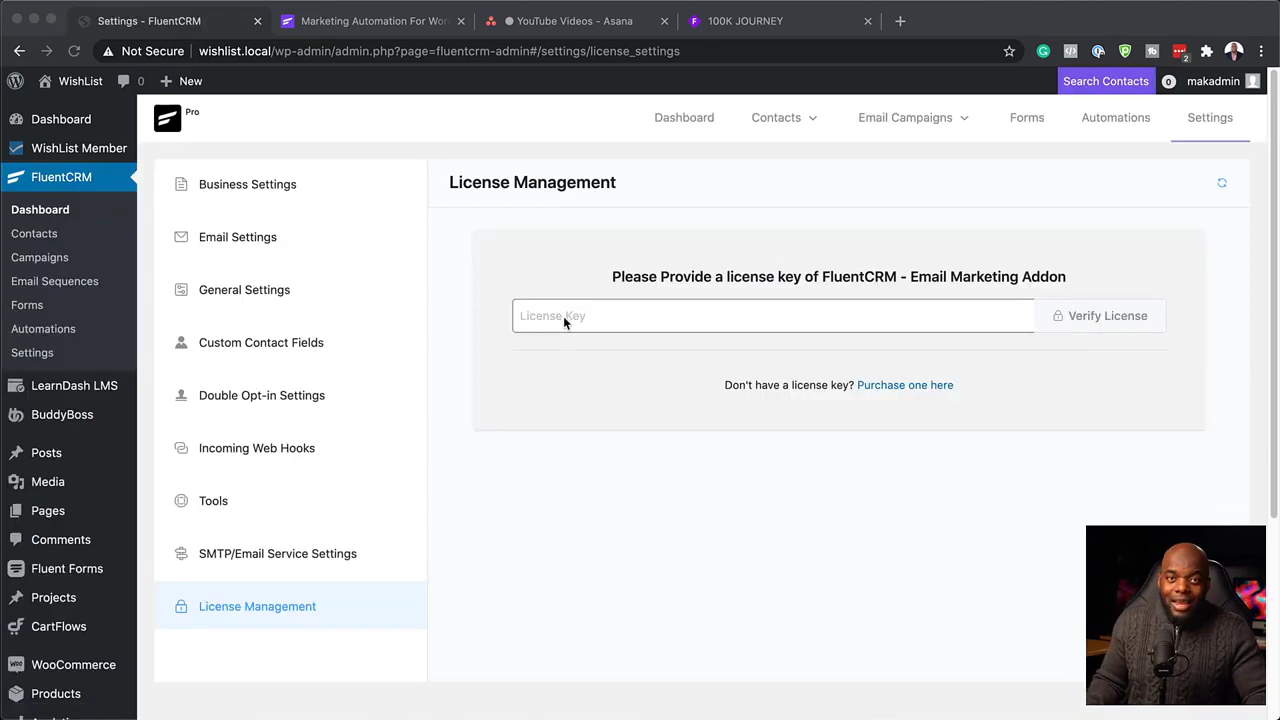 Settings - FluentCRM
Marketing Automation For Wor
YouTube Videos - Asana
100K JOURNEY
Not Secure
wishlist.local/wp-admin/admin.php?page=fluentcrm-admin#/settings/license_settings
2
WishList
0
New
Search Contacts
0
makadmin
Dashboard
WishList Member
FluentCRM
Dashboard
Contacts
Campaigns
Email Sequences
Forms
Automations
Settings
LearnDash LMS
BuddyBoss
Posts
Media
Pages
Comments
Fluent Forms
Projects
CartFlows
WooCommerce
Products
Pro
Dashboard
Contacts
Email Campaigns
Forms
Automations
Settings
Business Settings
Email Settings
General Settings
Custom Contact Fields
Double Opt-in Settings
Incoming Web Hooks
Tools
SMTP/Email Service Settings
License Management
License Management
Please Provide a license key of FluentCRM - Email Marketing Addon
License Key
Verify License
Don't have a license key? Purchase one here